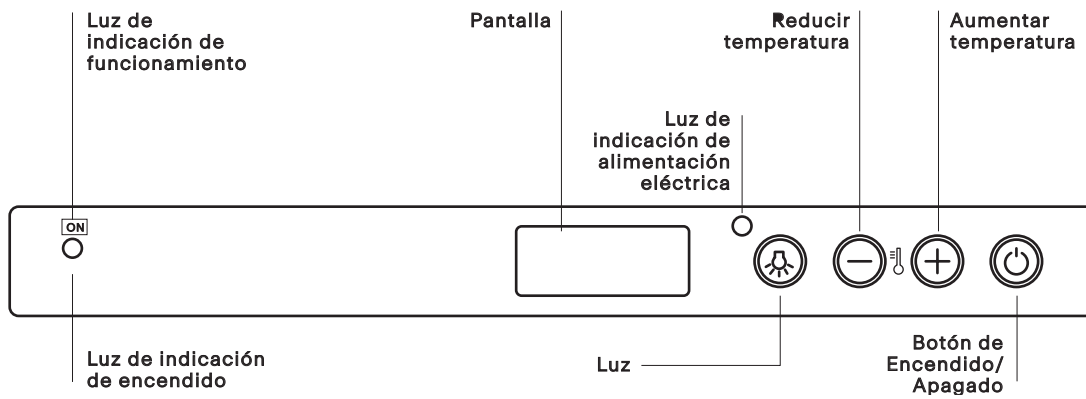 Luz de
indicación de
funcionamiento
Pantalla
Reducir
temperatura
Aumentar
temperatura
Luz de
indicación de
alimentación
eléctrica
ON
Luz de indicación
de encendido
Luz
Botón de
Encendido/
Apagado